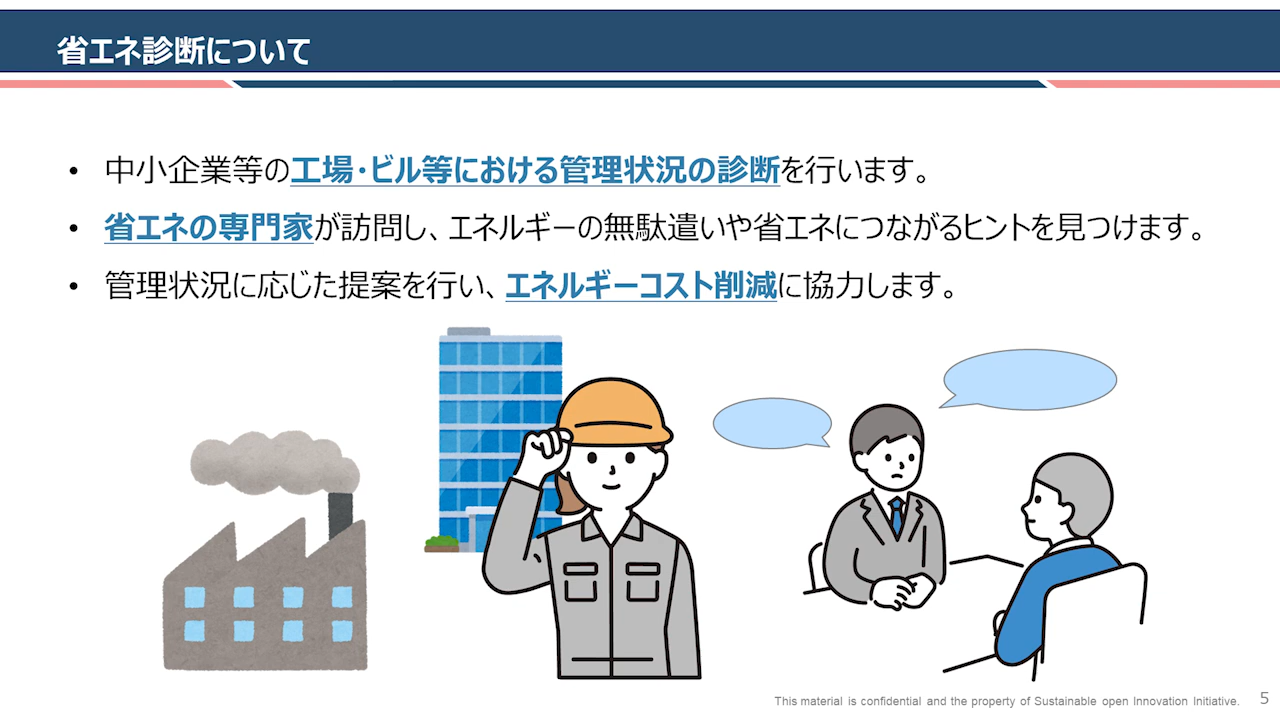 省エネ診断について
• 中小企業等の工場・ビル等における管理状況の診断を行います。
• 省エネの専門家が訪問し、エネルギーの無駄遣いや省エネにつながるヒントを見つけます。
• 管理状況に応じた提案を行い、エネルギーコスト削減に協力します。
This material is confidential and the property of Sustainable open Innovation Initiative.
5